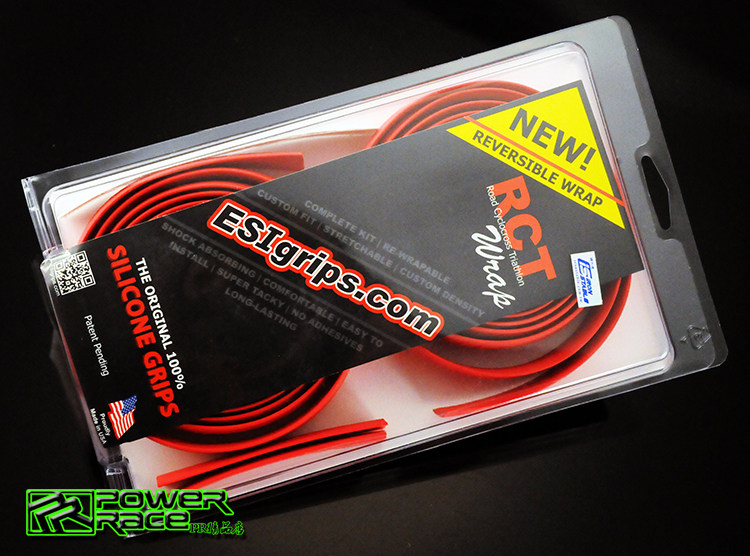 NEW!
REVERSIBLE WRAP
RCT
Road Cyclocross Triathlon
Wrap
COMPLETE KIT | RE-WRAPABLE
CUSTOM FIT | STRETCHABLE | CUSTOM DENSITY
SHOCK ABSORBING | COMFORTABLE | EASY TO
INSTALL | SUPER TACKY | NO ADHESIVES
LONG-LASTING
ESIgrips.com
THE ORIGINAL 100%
SILICONE GRIPS
Patent Pending
Proudly
Made in USA
POWER
RACE
PR精品店